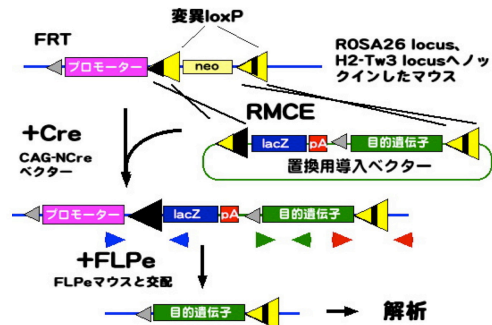 変異loxP
FRT
プロモーター
neo
ROSA26 locus、
H2-Tw3 locusへノッ
クインしたマウス
RMCE
+Cre
CAG-NCre
ベクター
lacZ
pA
目的遺伝子
置換用導入ベクター
プロモーター
lacZ
pA
目的遺伝子
+FLPe
FLPeマウスと交配
目的遺伝子
解析